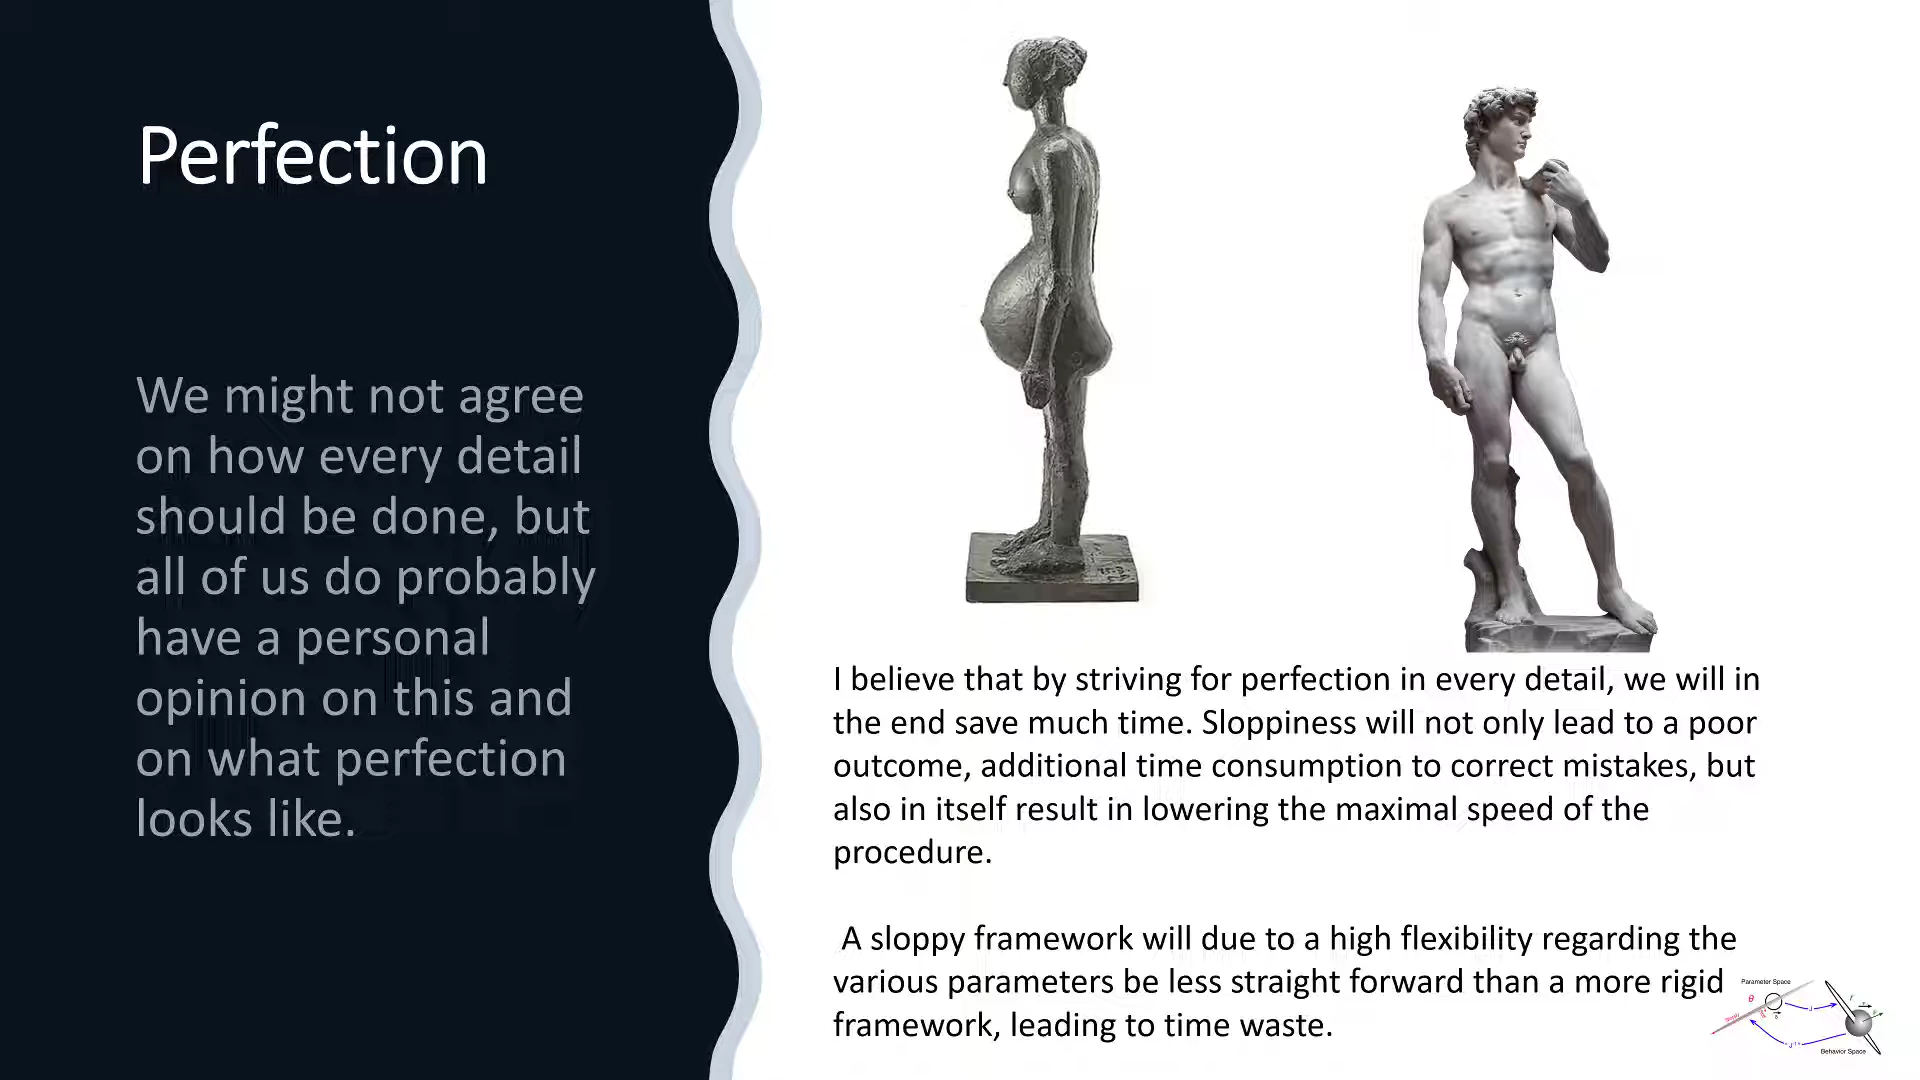 Perfection
We might not agree
on how every detail
should be done, but
all of us do probably
have a personal
opinion on this and
on what perfection
looks like.
I believe that by striving for perfection in every detail, we will in
the end save much time. Sloppiness will not only lead to a poor
outcome, additional time consumption to correct mistakes, but
also in itself result in lowering the maximal speed of the
procedure.
A sloppy framework will due to a high flexibility regarding the
various parameters be less straight forward than a more rigid
framework, leading to time waste.
Parameter Space
θ
Behavior Space